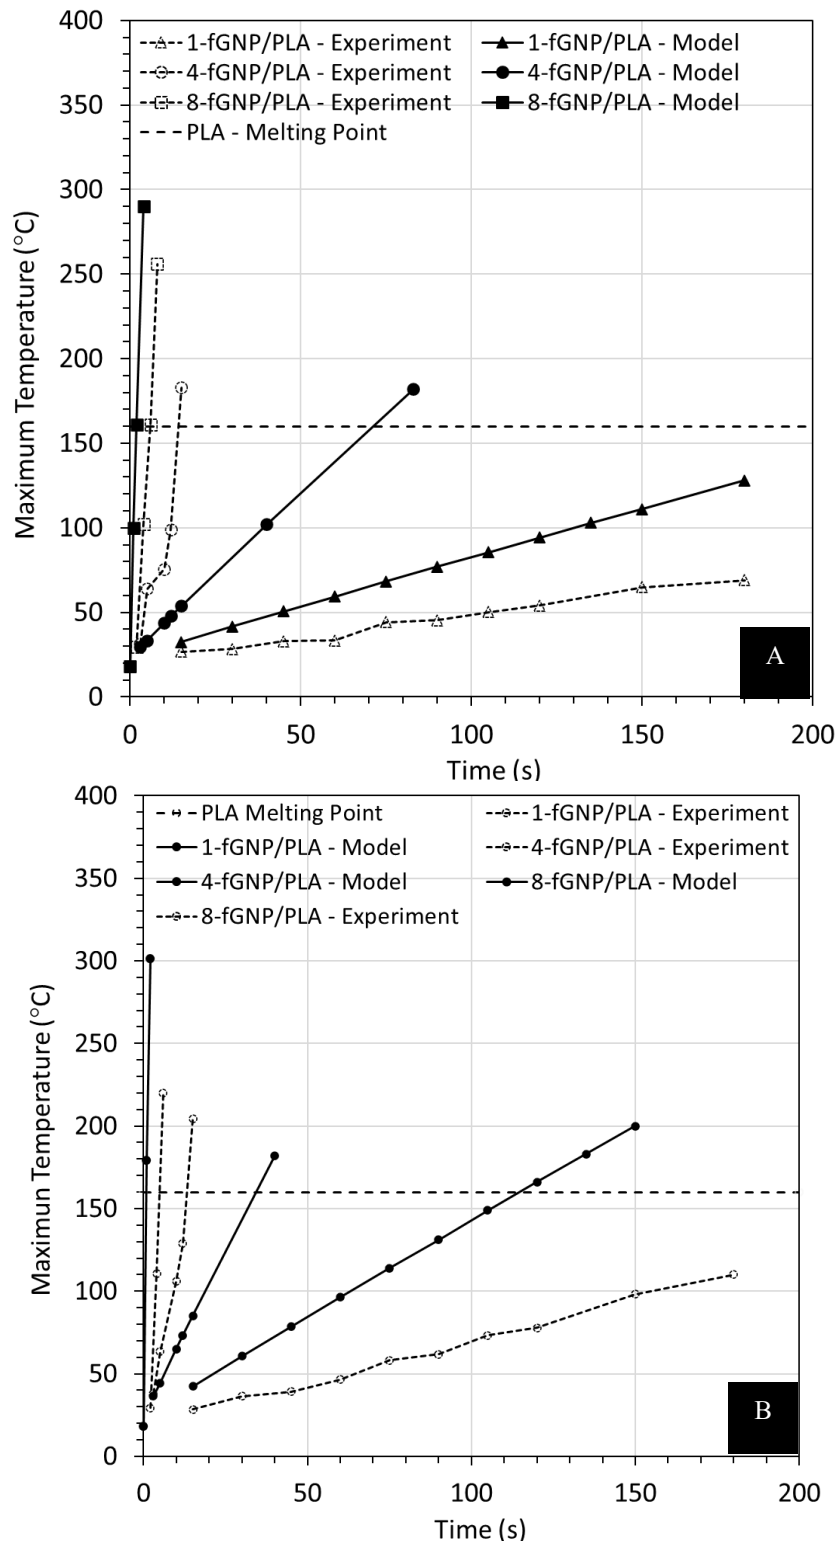 400
1-fGNP/PLA - Experiment 1-fGNP/PLA - Model
4-fGNP/PLA - Experiment 4-fGNP/PLA - Model
350
8-fGNP/PLA - Experiment 8-fGNP/PLA - Model
PLA - Melting Point
300
250
200
150
100
50
0
Maximum Temperature (°C)
A
0 50 100 150 200
Time (s)
400
PLA Melting Point 1-fGNP/PLA - Experiment
1-fGNP/PLA - Model 4-fGNP/PLA - Experiment
350
4-fGNP/PLA - Model 8-fGNP/PLA - Model
8-fGNP/PLA - Experiment
300
250
200
150
100
50
0
Maximun Temperature (°C)
B
0 50 100 150 200
Time (s)